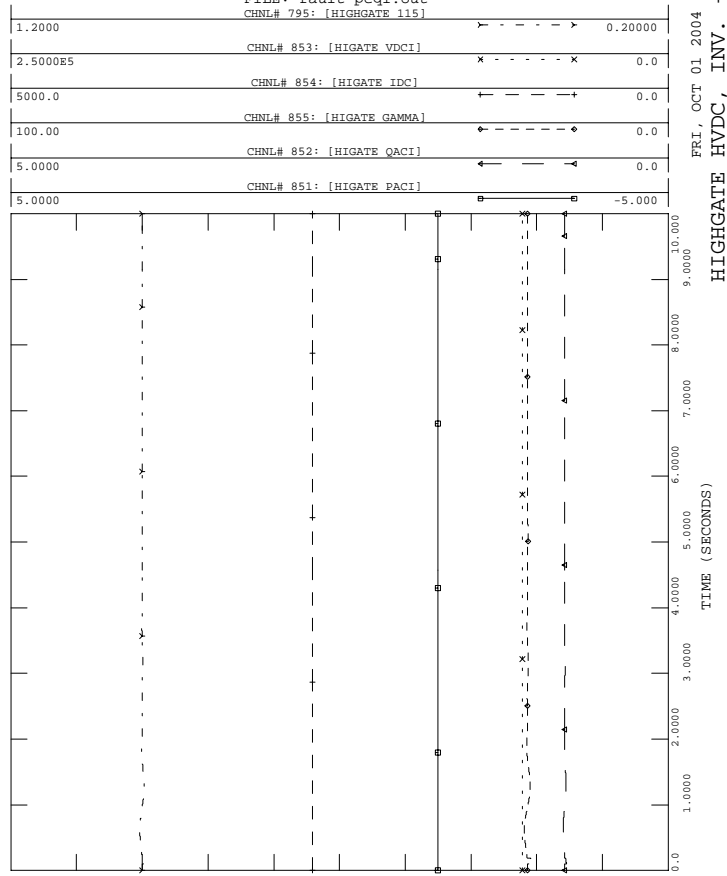 FILE: fault-pcq1.out
CHNL# 795: [HIGHGATE 115]
1.2000 0.20000
CHNL# 853: [HIGATE VDCI]
2.5000E5 0.0
CHNL# 854: [HIGATE IDC]
5000.0 0.0
CHNL# 855: [HIGATE GAMMA]
100.00 0.0
CHNL# 852: [HIGATE QACI]
5.0000 0.0
CHNL# 851: [HIGATE PACI]
5.0000 -5.000
FRI, OCT 01 2004
HIGHGATE HVDC, INV.
10.000
9.0000
8.0000
7.0000
6.0000
5.0000
4.0000
3.0000
2.0000
1.0000
0.0
TIME (SECONDS)